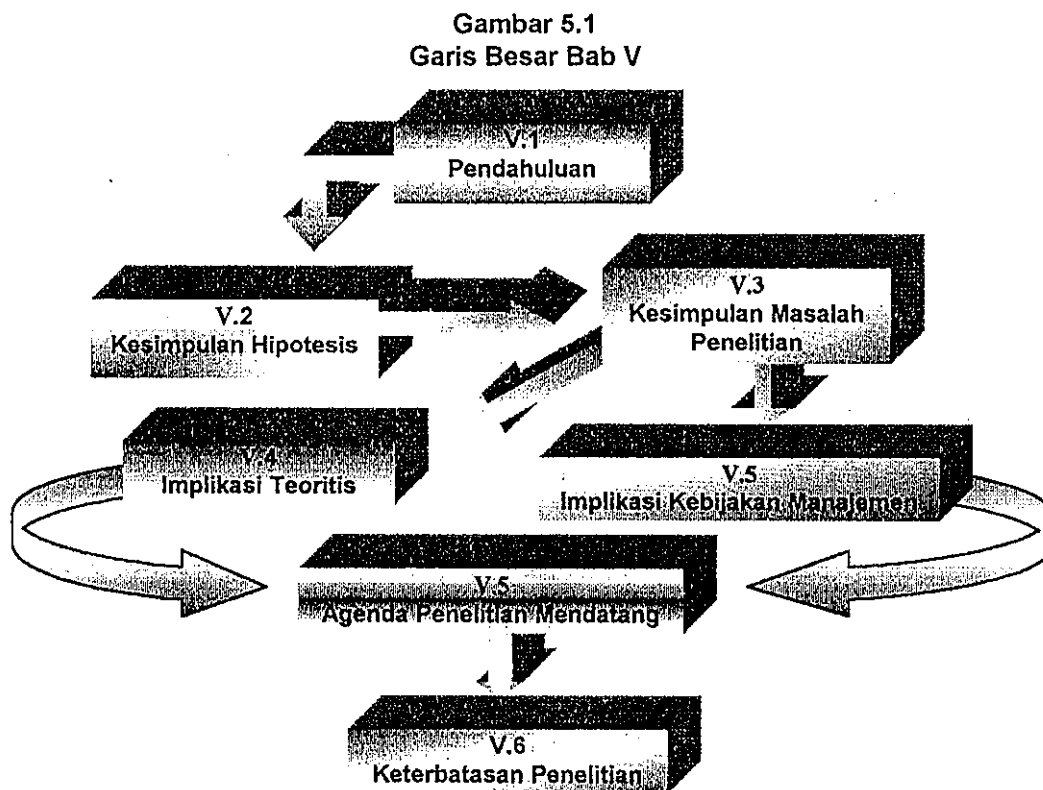 Gambar 5.1
Garis Besar Bab V
V.1
Pendahuluan
V.2
Kesimpulan Hipotesis
V.3
Kesimpulan Masalah
Penelitian
V.4
Implikasi Teoritis
V.5
Implikasi Kebijakan Manajemen
V.5
Agenda Penelitian Mendatang
V.6
Keterbatasan Penelitian